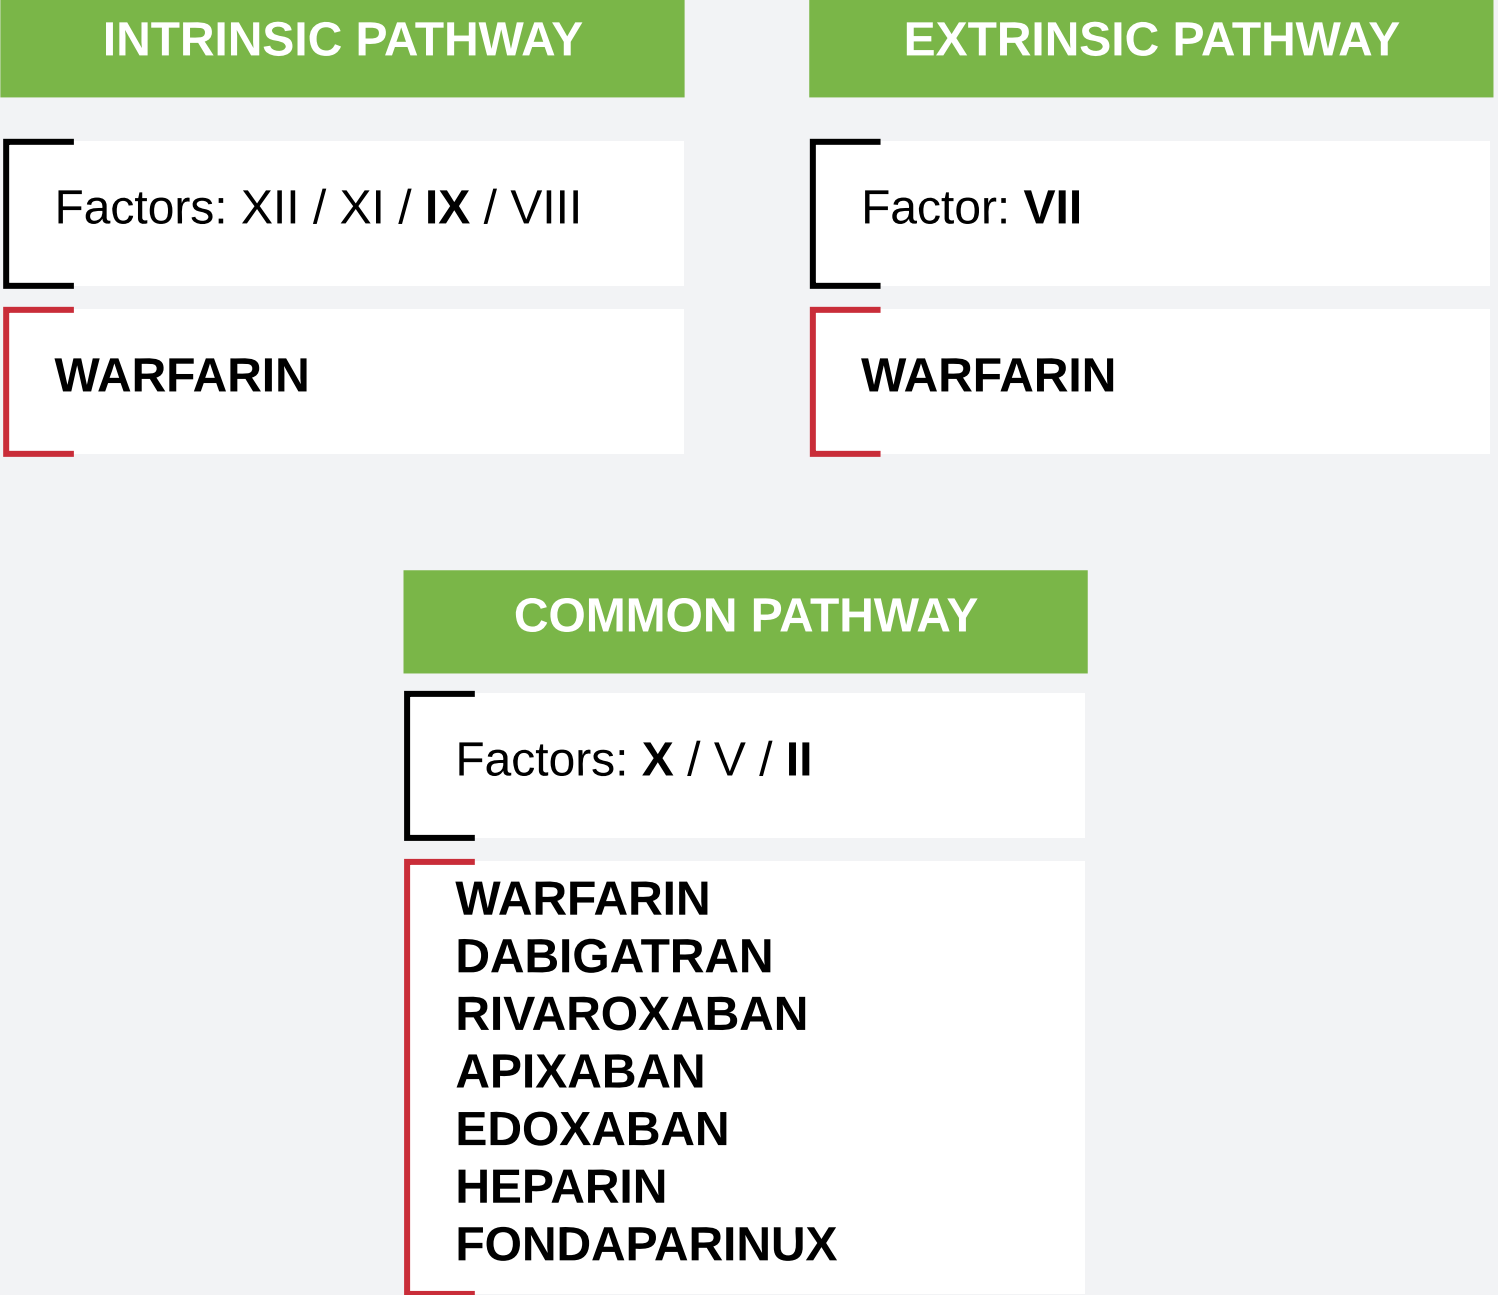 INTRINSIC PATHWAY
Factors: XII / XI / IX / VIII
WARFARIN
EXTRINSIC PATHWAY
Factor: VII
WARFARIN
COMMON PATHWAY
Factors: X / V / II
WARFARIN
DABIGATRAN
RIVAROXABAN
APIXABAN
EDOXABAN
HEPARIN
FONDAPARINUX